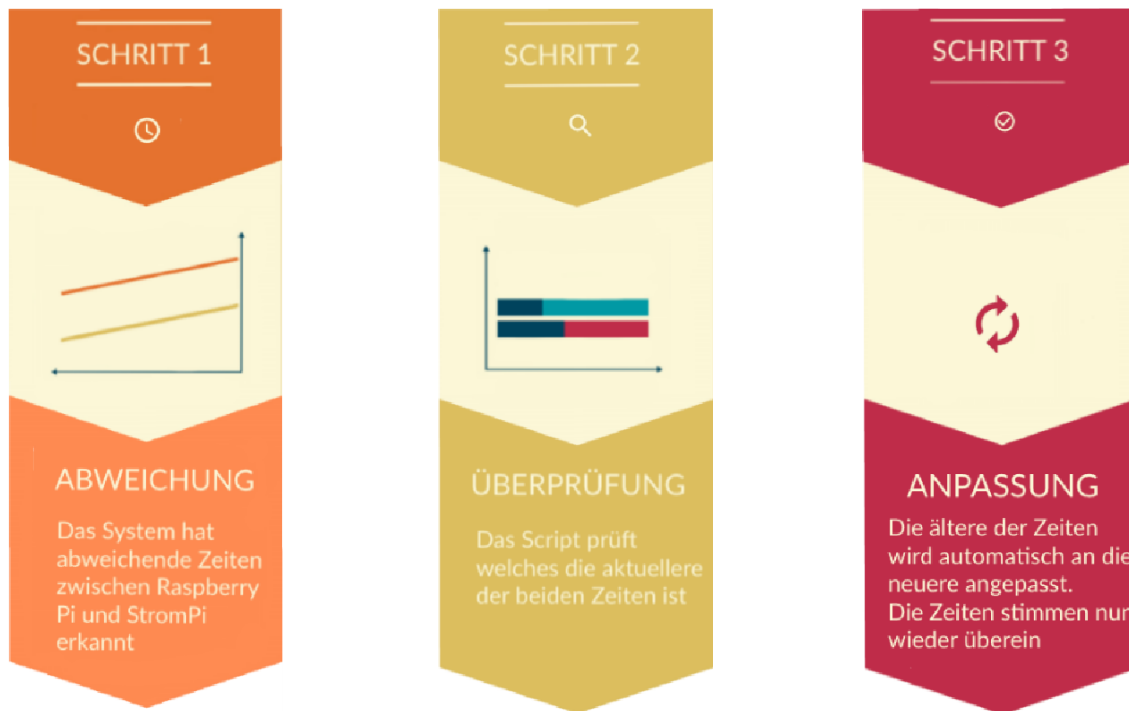 SCHRITT 1
ABWEICHUNG
Das System hat
abweichende Zeiten
zwischen Raspberry
Pi und StromPi
erkannt
SCHRITT 2
ÜBERPRÜFUNG
Das Script prüft
welches die aktuellere
der beiden Zeiten ist
SCHRITT 3
ANPASSUNG
Die ältere der Zeiten
wird automatisch an die
neuere angepasst.
Die Zeiten stimmen nun
wieder überein